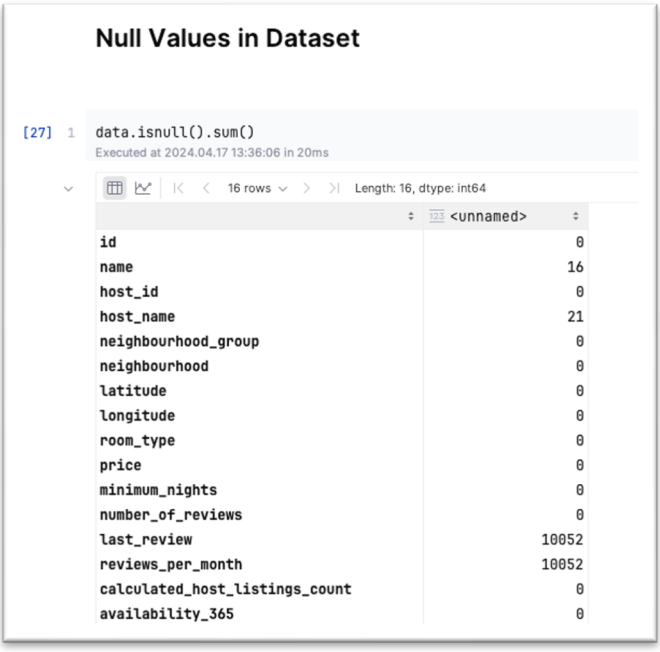 Null Values in Dataset
[27] 1 data.isnull().sum()
Executed at 2024.04.17 13:36:06 in 20ms
16 rows Length: 16, dtype: int64
123 <unnamed>
id 0
name 16
host_id 0
host_name 21
neighbourhood_group 0
neighbourhood 0
latitude 0
longitude 0
room_type 0
price 0
minimum_nights 0
number_of_reviews 0
last_review 10052
reviews_per_month 10052
calculated_host_listings_count 0
availability_365 0